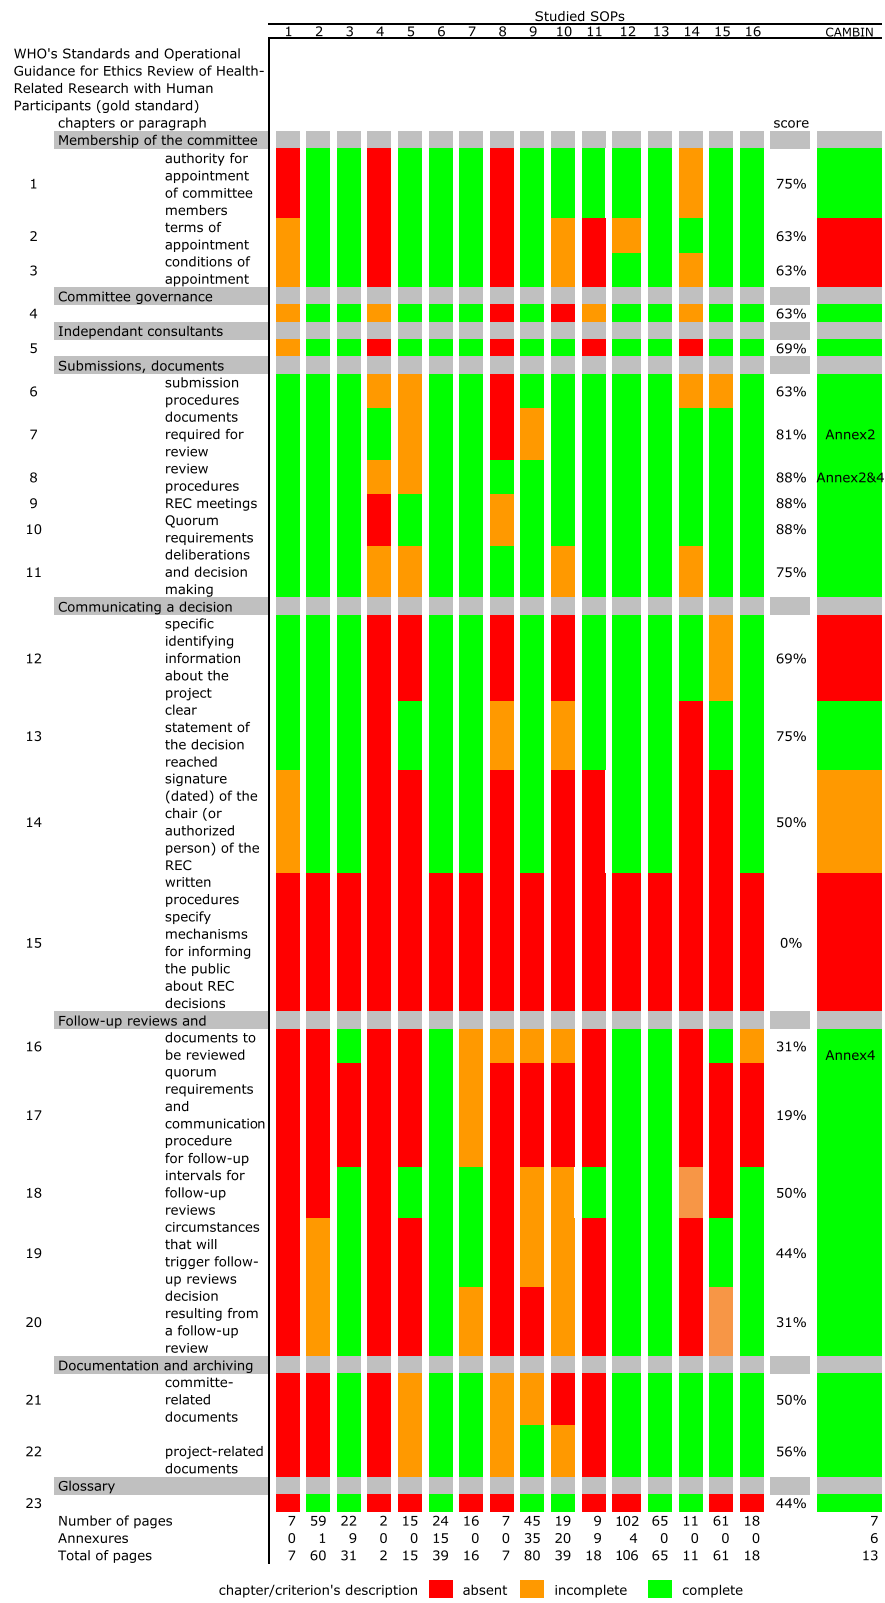 Studied SOPs
1 2 3 4 5 6 7 8 9 10 11 12 13 14 15 16 CAMBIN
WHO's Standards and Operational
Guidance for Ethics Review of Health-
Related Research with Human
Participants (gold standard)
chapters or paragraph score
Membership of the committee
authority for
appointment
1 75%
of committee
members
terms of
2 63%
appointment
conditions of
3 63%
appointment
Committee governance
4 63%
Independant consultants
5 69%
Submissions, documents
submission
6 63%
procedures
documents
7 required for 81% Annex2
review
review
8 88% Annex2&4
procedures
9 REC meetings 88%
Quorum
10 88%
requirements
deliberations
11 and decision 75%
making
Communicating a decision
specific
identifying
12 information 69%
about the
project
clear
statement of
13 75%
the decision
reached
signature
(dated) of the
chair (or
14 50%
authorized
person) of the
REC
written
procedures
specify
mechanisms
15 0%
for informing
the public
about REC
decisions
Follow-up reviews and
documents to
16 31% Annex4
be reviewed
quorum
requirements
and
17 19%
communication
procedure
for follow-up
intervals for
18 follow-up 50%
reviews
circumstances
that will
19 44%
trigger follow-
up reviews
decision
resulting from
20 31%
a follow-up
review
Documentation and archiving
committe-
21 related 50%
documents
22 project-related 56%
documents
Glossary
23 44%
Number of pages 7 59 22 2 15 24 16 7 45 19 9 102 65 11 61 18 7
Annexures 0 1 9 0 0 15 0 0 35 20 9 4 0 0 0 0 6
Total of pages 7 60 31 2 15 39 16 7 80 39 18 106 65 11 61 18 13
chapter/criterion's description absent incomplete complete